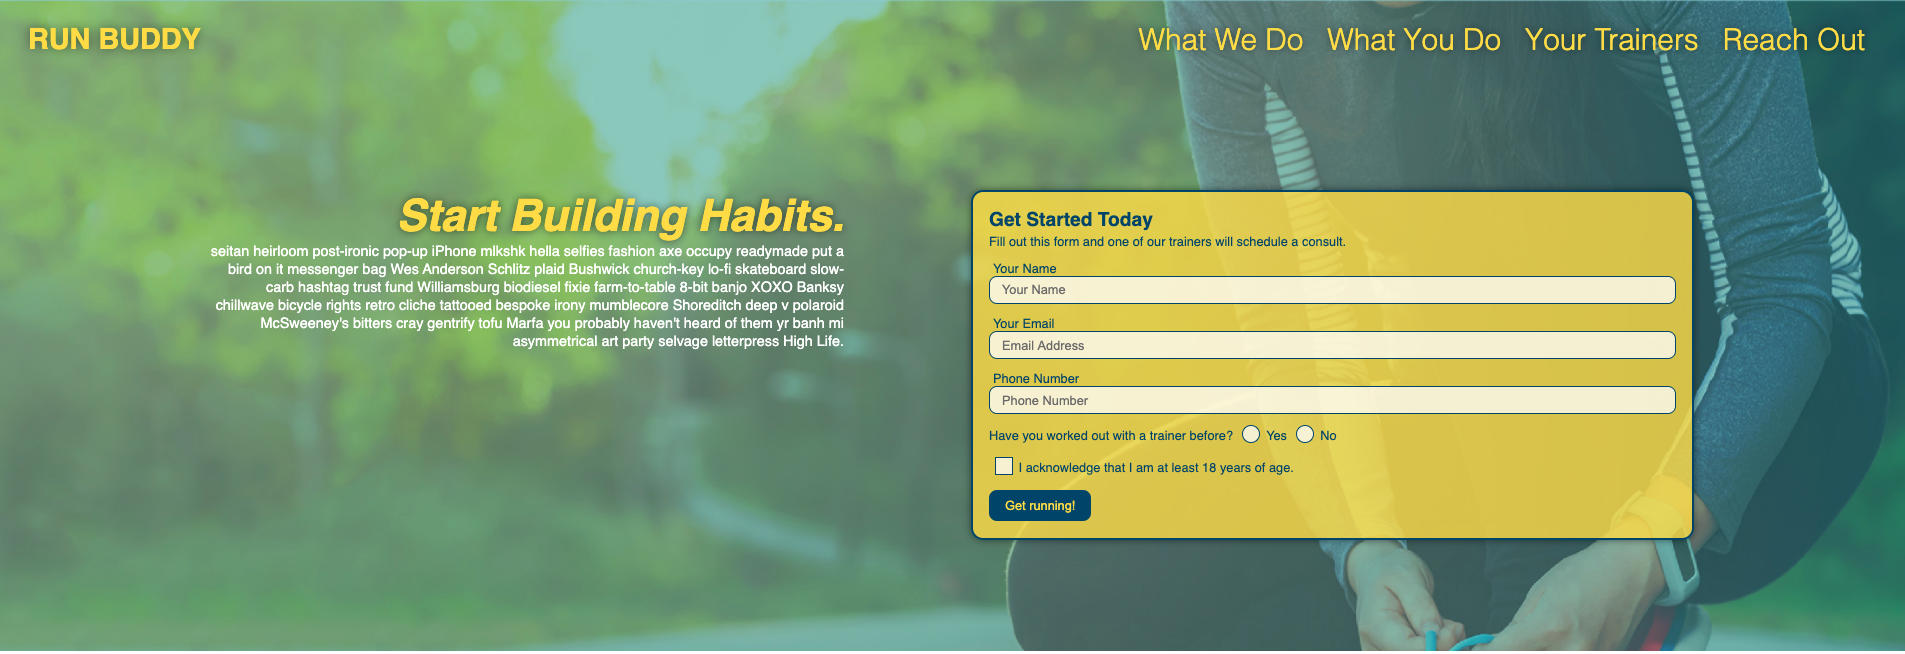 RUN BUDDY
What We Do What You Do Your Trainers Reach Out
Start Building Habits.
seitan heirloom post-ironic pop-up iPhone mlkshk hella selfies fashion axe occupy readymade put a
bird on it messenger bag Wes Anderson Schlitz plaid Bushwick church-key lo-fi skateboard slow-
carb hashtag trust fund Williamsburg biodiesel fixie farm-to-table 8-bit banjo XOXO Banksy
chillwave bicycle rights retro cliche tattooed bespoke irony mumblecore Shoreditch deep v polaroid
McSweeney's bitters cray gentrify tofu Marfa you probably haven't heard of them yr banh mi
asymmetrical art party selvage letterpress High Life.
Get Started Today
Fill out this form and one of our trainers will schedule a consult.
Your Name
Your Name
Your Email
Email Address
Phone Number
Phone Number
Have you worked out with a trainer before? Yes No
I acknowledge that I am at least 18 years of age.
Get running!